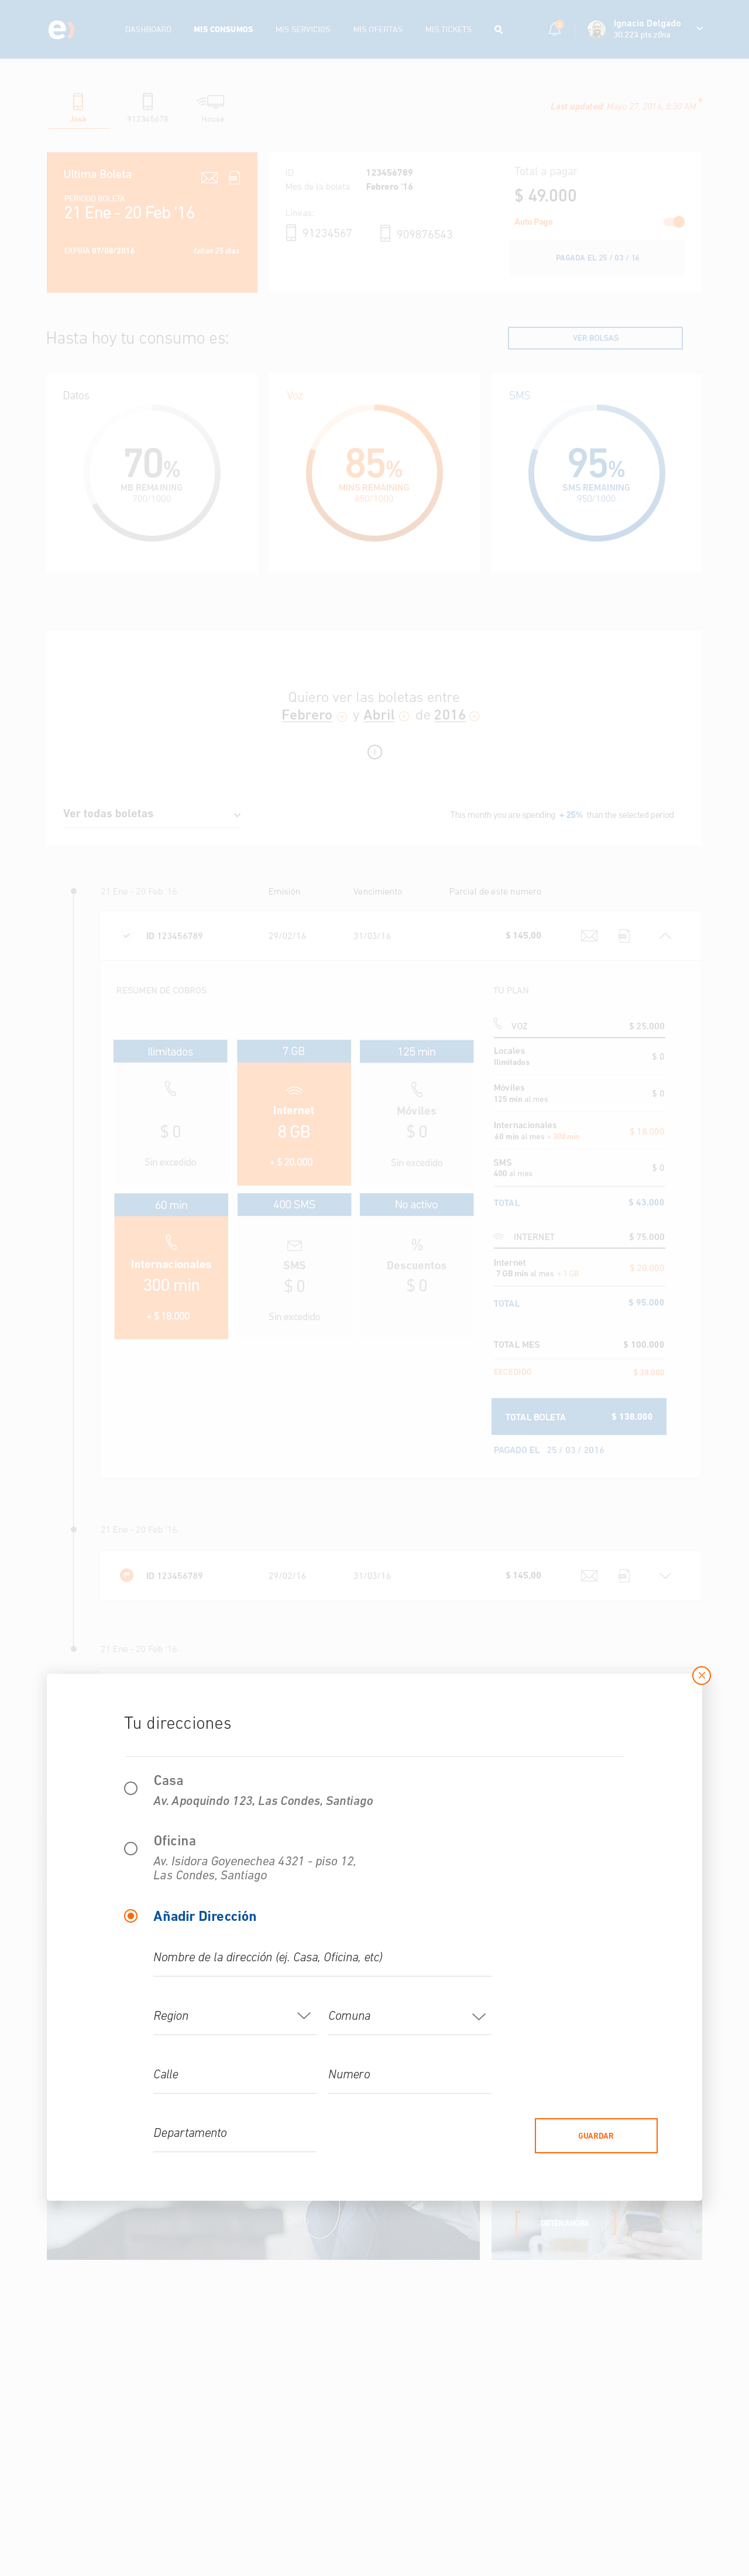 e)
DASHBOARD MIS CONSUMOS MIS SERVICIOS MIS OFERTAS MIS TICKETS
Ignacio Delgado
30.223 pts z0na
José 912345678 House
Last updated: Mayo 27, 2016, 9:30 AM *
Ultima Boleta
PERIODO BOLETA
21 Ene - 20 Feb '16
EXPIRA 07/08/2016 faltan 25 dias
ID 123456789
Mes de la boleta Febrero '16
Líneas:
91234567 909876543
Total a pagar
$ 49.000
Auto Pago
PAGADA EL 25 / 03 / 16
Hasta hoy tu consumo es:
VER BOLSAS
Datos
70%
MB REMAINING
700/1000
Voz
85%
MINS REMAINING
850/1000
SMS
95%
SMS REMAINING
950/1000
Quiero ver las boletas entre
Febrero y Abril de 2016
Ver todas boletas
This month you are spending + 25% than the selected period
21 Ene - 20 Feb '16 Emisión Vencimiento Parcial de este numero
ID 123456789 29/02/16 31/03/16 $ 145,00
RESUMEN DE COBROS
Ilimitados
$ 0
Sin excedido
7 GB
Internet
8 GB
+ $ 20.000
125 min
Móviles
$ 0
Sin excedido
60 min
Internacionales
300 min
+ $ 18.000
400 SMS
SMS
$ 0
Sin excedido
No activo
%
Descuentos
$ 0
TU PLAN
VOZ $ 25.000
Locales
Ilimitados $ 0
Móviles
125 min al mes $ 0
Internacionales
60 min al mes + 300 min $ 18.000
SMS
400 al mes $ 0
TOTAL $ 43.000
INTERNET $ 75.000
Internet
7 GB min al mes + 1 GB $ 20.000
TOTAL $ 95.000
TOTAL MES $ 100.000
EXCEDIDO $ 38.000
TOTAL BOLETA $ 138.000
PAGADO EL 25 / 03 / 2016
21 Ene - 20 Feb '16
ID 123456789 29/02/16 31/03/16 $ 145,00
21 Ene - 20 Feb '16
Tu direcciones
Casa
Av. Apoquindo 123, Las Condes, Santiago
Oficina
Av. Isidora Goyenechea 4321 - piso 12,
Las Condes, Santiago
Añadir Dirección
Nombre de la dirección (ej. Casa, Oficina, etc)
Region Comuna
Calle Numero
Departamento
GUARDAR